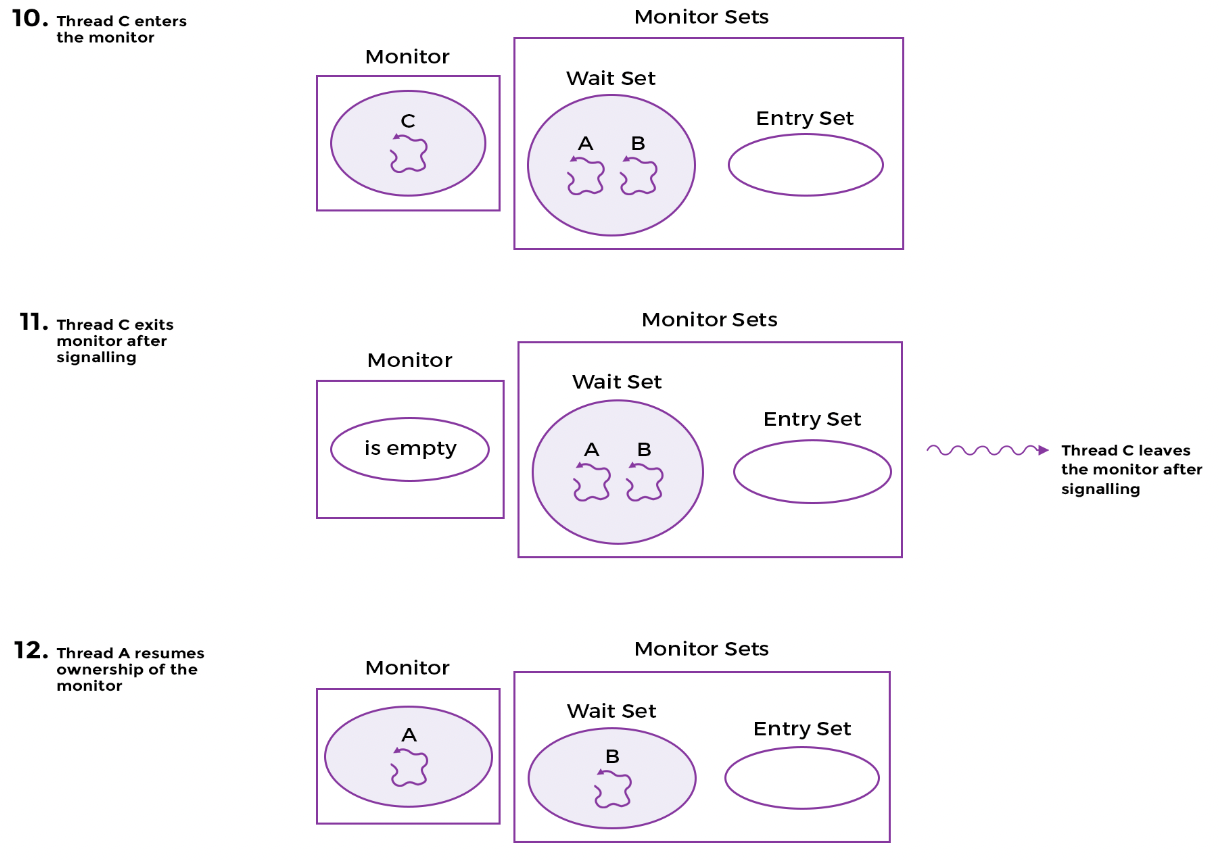 10. Thread C enters
the monitor
Monitor Sets
Monitor
Wait Set
Entry Set
C
A B
11. Thread C exits
monitor after
signalling
Monitor Sets
Monitor
Wait Set
Entry Set
is empty
A B
Thread C leaves
the monitor after
signalling
12. Thread A resumes
ownership of the
monitor
Monitor Sets
Monitor
Wait Set
Entry Set
A
B